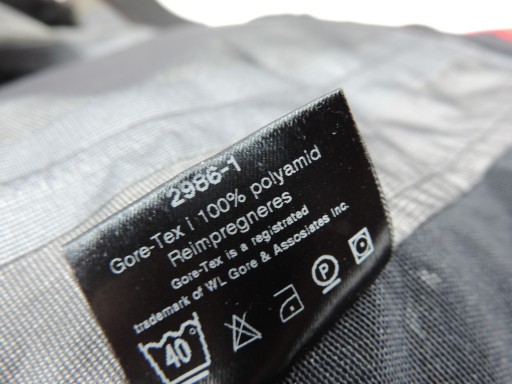 2986-1
Gore-Tex I 100% polyamid
Reimpregneres
Gore-Tex is a registrated
trademark of WL Gore & Assosiates Inc.
40
P